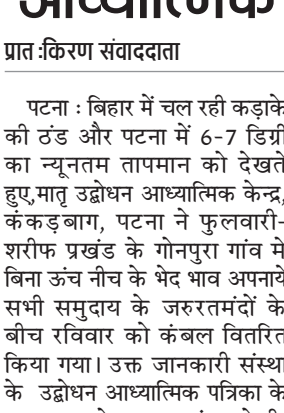 आध्यात्मिक
प्रात :किरण संवाददाता
पटना : बिहार में चल रही कड़ाके
की ठंड और पटना में 6-7 डिग्री
का न्यूनतम तापमान को देखते
हुए,मातृ उद्बोधन आध्यात्मिक केन्द्र,
कंकड़बाग, पटना ने फुलवारी-
शरीफ प्रखंड के गोनपुरा गांव मे
बिना ऊंच नीच के भेद भाव अपनाये
सभी समुदाय के जरुरतमंदों के
बीच रविवार को कंबल वितरित
किया गया। उक्त जानकारी संस्था
के उद्बोधन आध्यात्मिक पत्रिका के